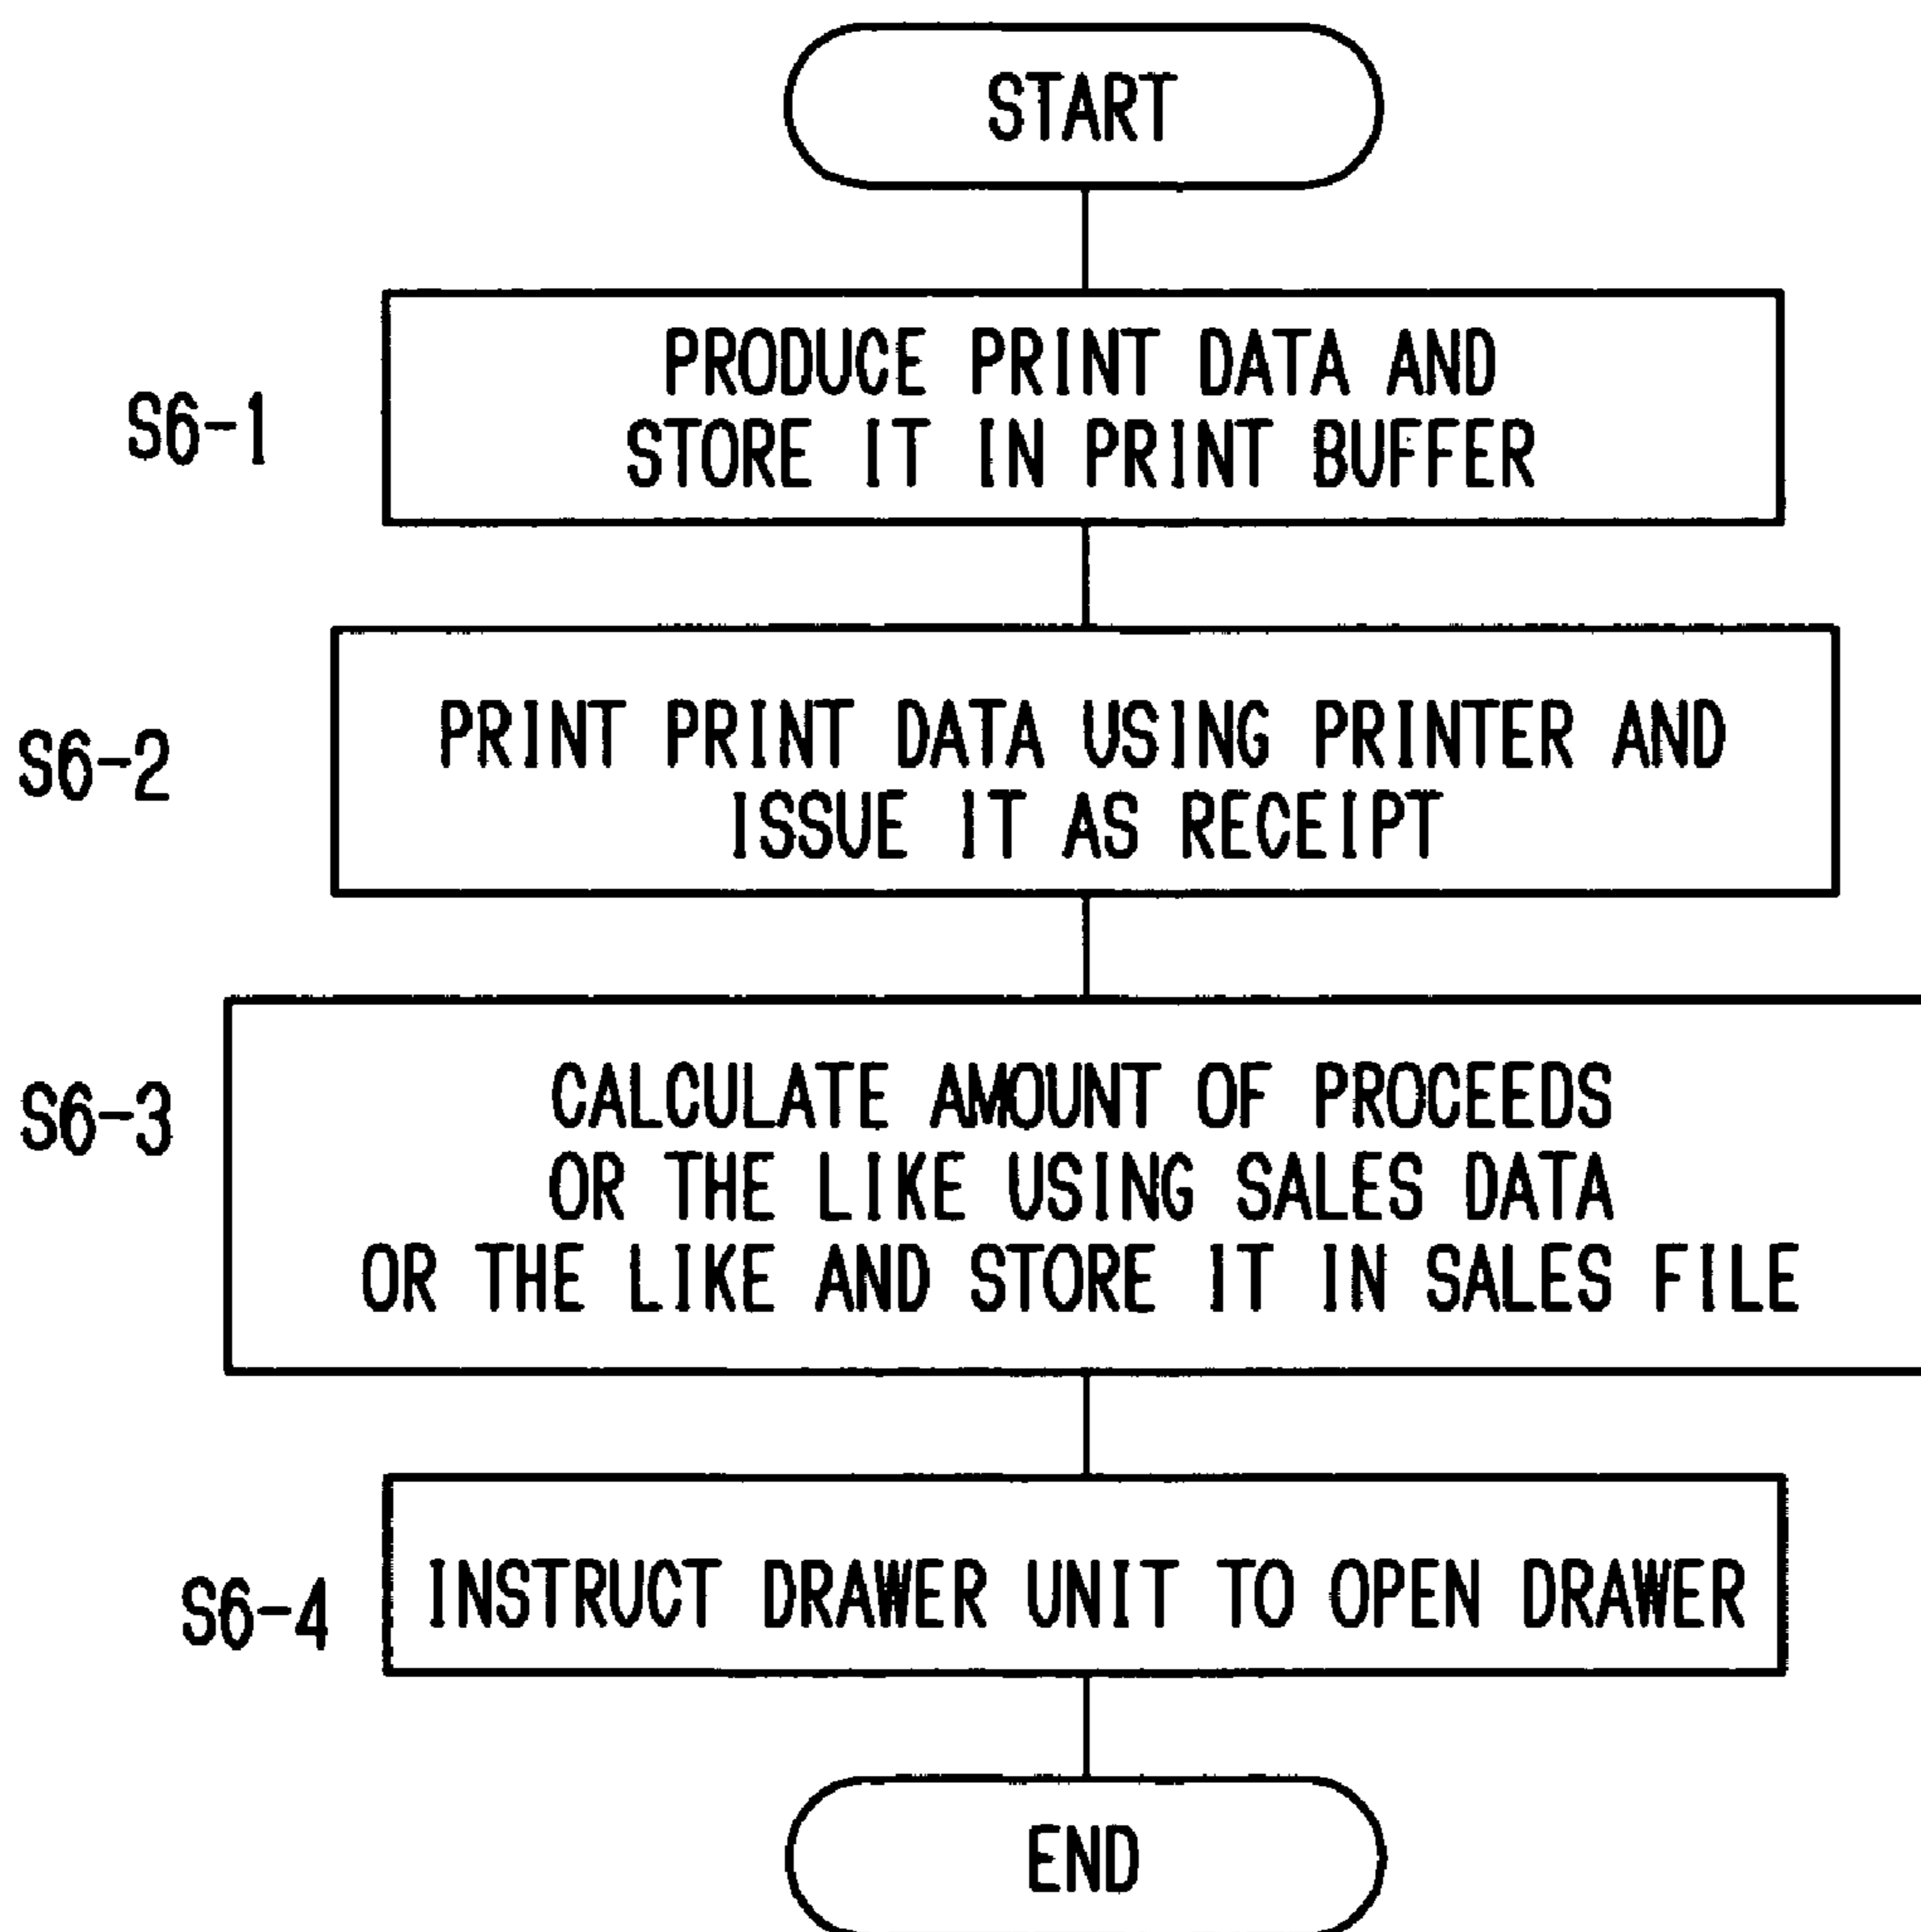 START
S6-1
PRODUCE PRINT DATA AND
STORE IT IN PRINT BUFFER
S6-2
PRINT PRINT DATA USING PRINTER AND
ISSUE IT AS RECEIPT
S6-3
CALCULATE AMOUNT OF PROCEEDS
OR THE LIKE USING SALES DATA
OR THE LIKE AND STORE IT IN SALES FILE
S6-4
INSTRUCT DRAWER UNIT TO OPEN DRAWER
END